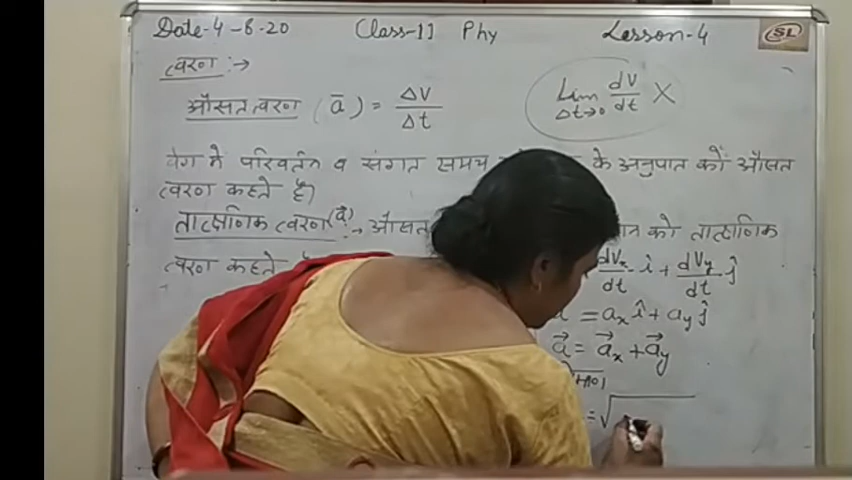 Date-4-8-20 Class-11 Phy Lesson-4
SL
त्वरण :→
औसत त्वरण (ā) = ΔV/Δt
Lim Δt→0 dV/dt X
वेग मे परिवर्तन व संगत समय के अनुपात कों औसत
त्वरण कहते है।
तात्क्षणिक त्वरण (a⃗) :→ औसत को तात्क्षणिक
त्वरण कहते
dVx/dt î + dVy/dt ĵ
= ax î + ay ĵ
a⃗ = a⃗x + a⃗y
= √